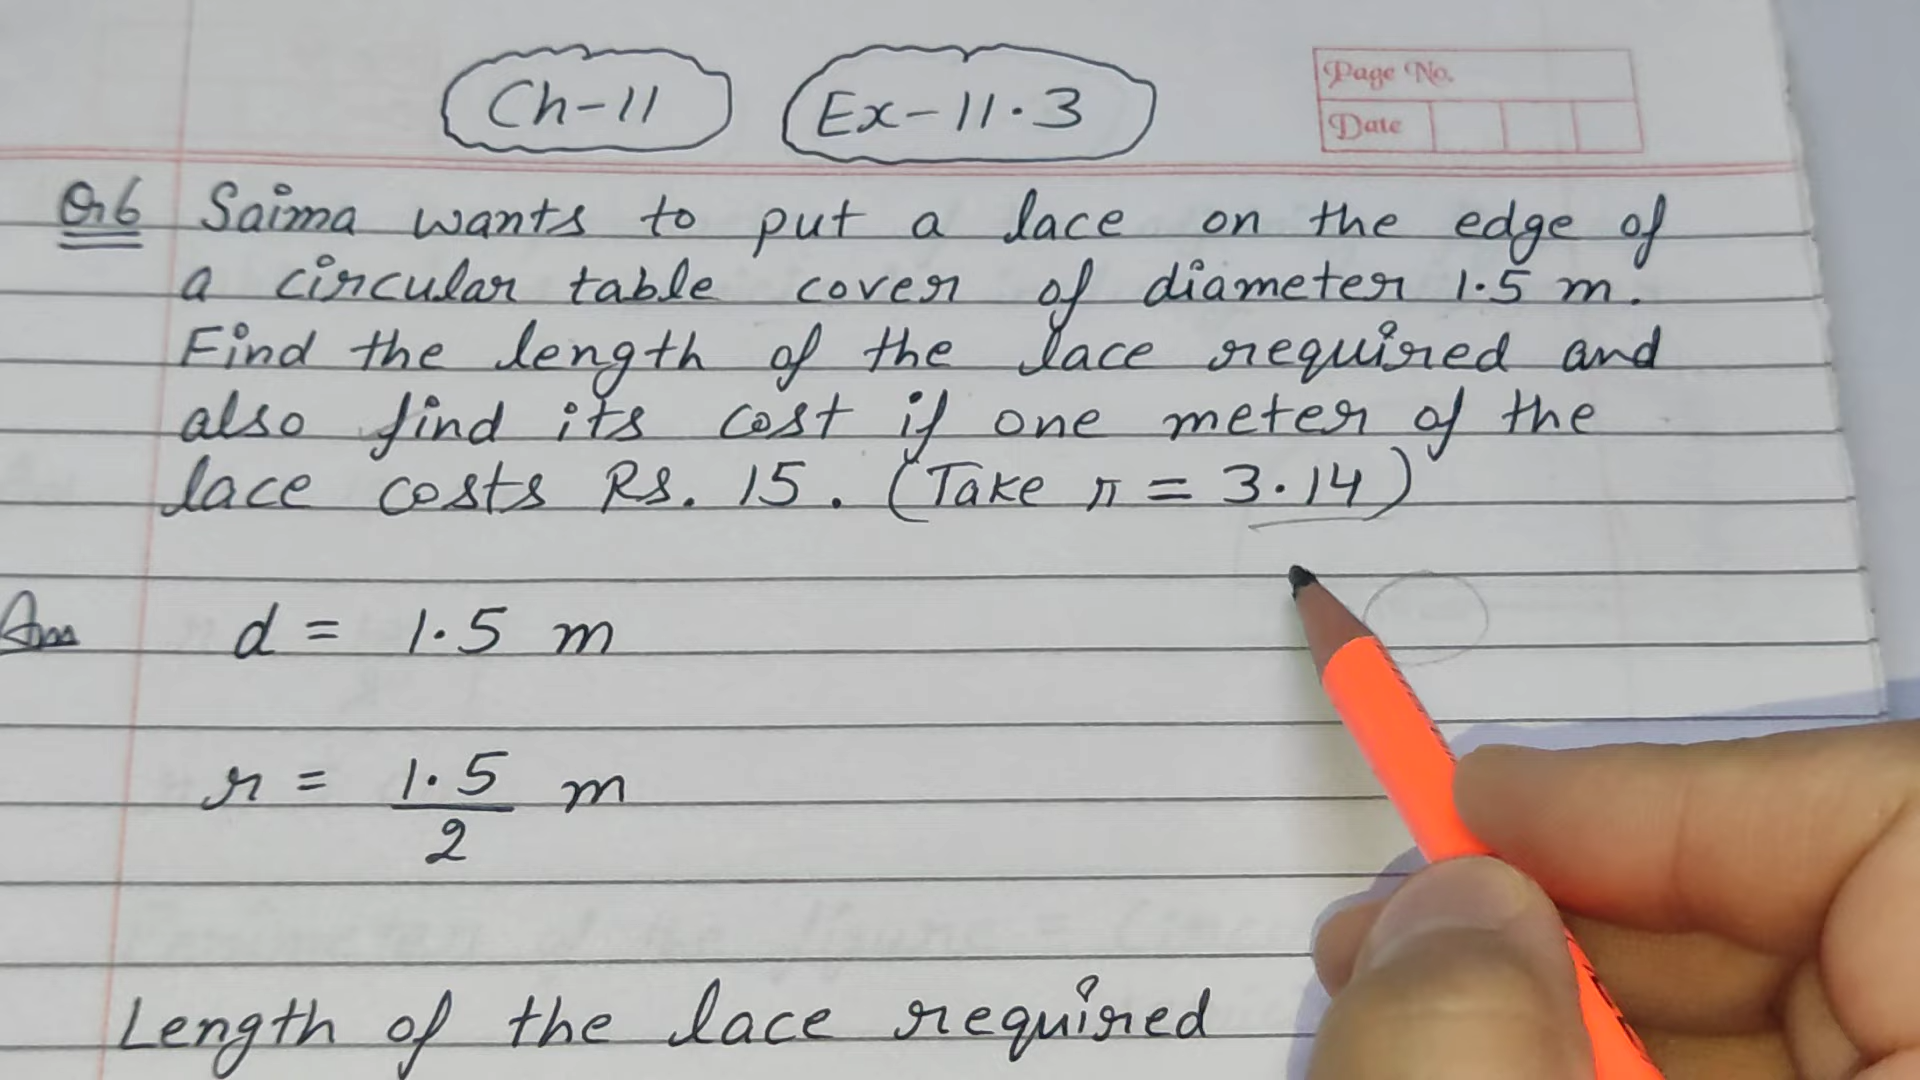 Ch-11 Ex-11.3
Page No.
Date
Q.6 Saima wants to put a lace on the edge of
a circular table cover of diameter 1.5 m.
Find the length of the lace required and
also find its cost if one meter of the
lace costs Rs. 15. (Take π = 3.14)
Ans d = 1.5 m
r = 1.5/2 m
Length of the lace required